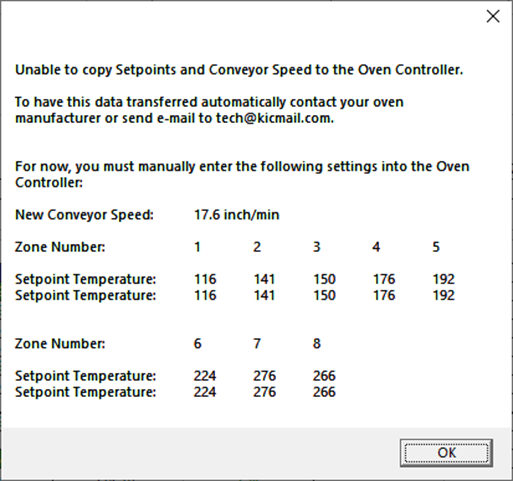 Unable to copy Setpoints and Conveyor Speed to the Oven Controller.
To have this data transferred automatically contact your oven
manufacturer or send e-mail to tech@kicmail.com.
For now, you must manually enter the following settings into the Oven
Controller:
New Conveyor Speed: 17.6 inch/min
Zone Number: 1 2 3 4 5
Setpoint Temperature: 116 141 150 176 192
Setpoint Temperature: 116 141 150 176 192
Zone Number: 6 7 8
Setpoint Temperature: 224 276 266
Setpoint Temperature: 224 276 266
OK